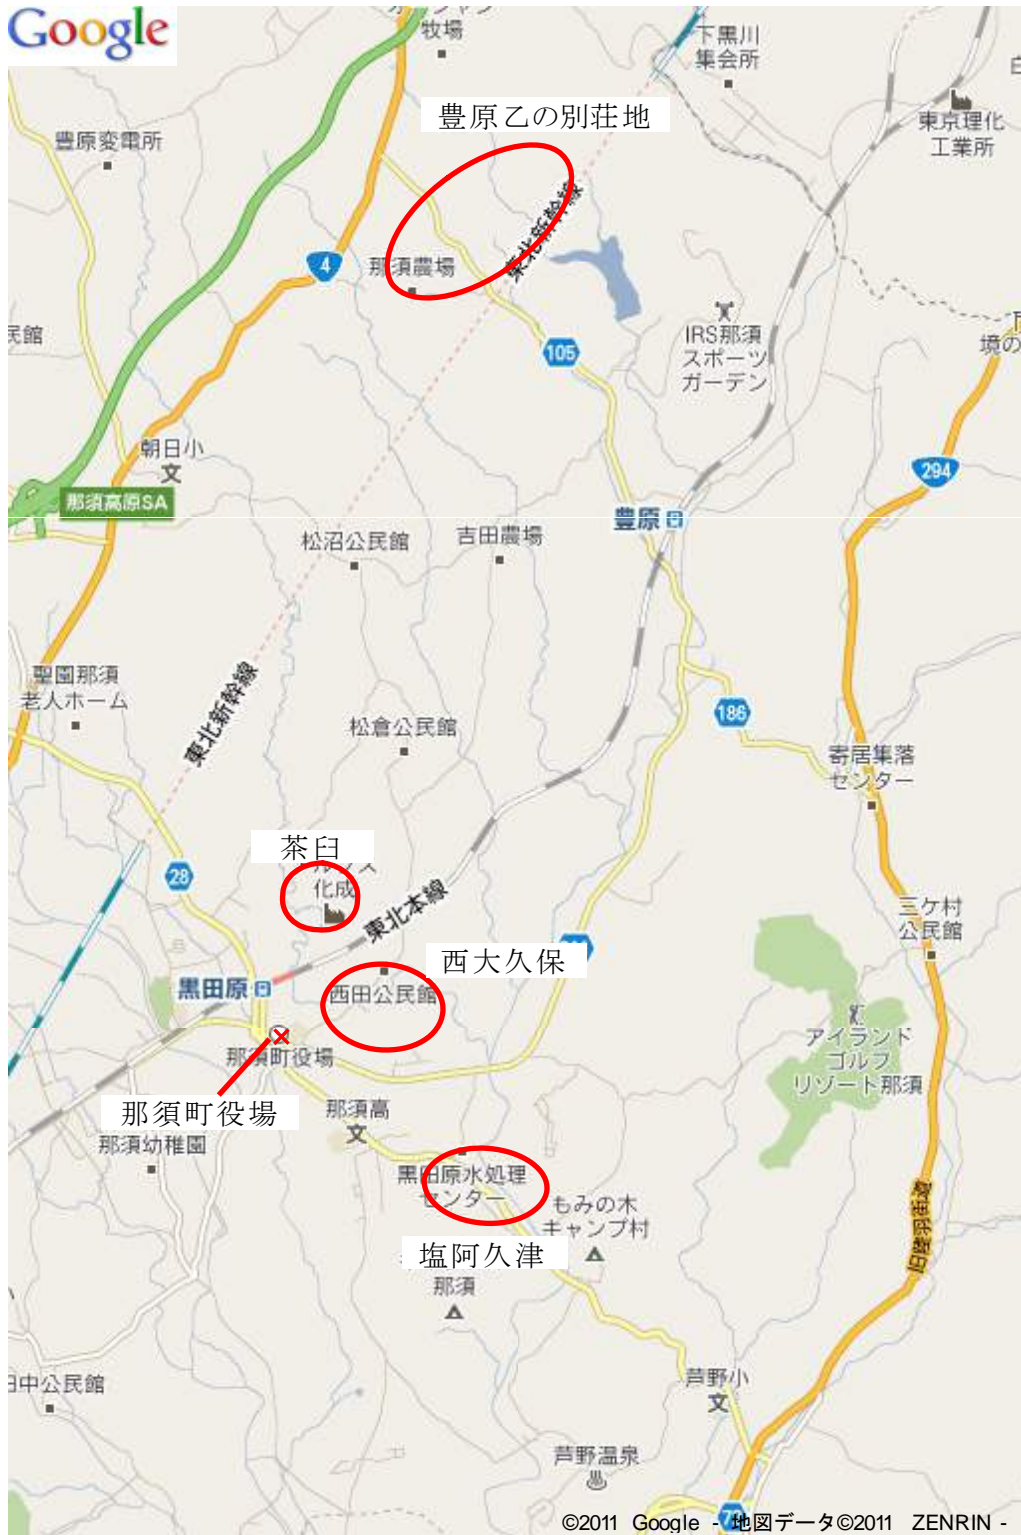 Google
牧場
下黒川
集会所
豊原乙の別荘地
東京理化
工業所
豊原変電所
東北新幹線
4
那須農場
IRS那須
スポーツ
ガーデン
境の
民館
105
朝日小
文
294
那須高原SA
豊原
松沼公民館
吉田農場
聖園那須
老人ホーム
東北新幹線
松倉公民館
186
寄居集落
センター
茶臼
化成
28
東北本線
三ケ村
公民館
西大久保
黒田原
西田公民館
アイランド
ゴルフ
リゾート那須
那須町役場
那須町役場
那須高
文
那須幼稚園
黒田原水処理
センター
もみの木
キャンプ村
旧陸羽街道
塩阿久津
那須
田中公民館
芦野小
文
芦野温泉
©2011 Google - 地図データ©2011 ZENRIN -